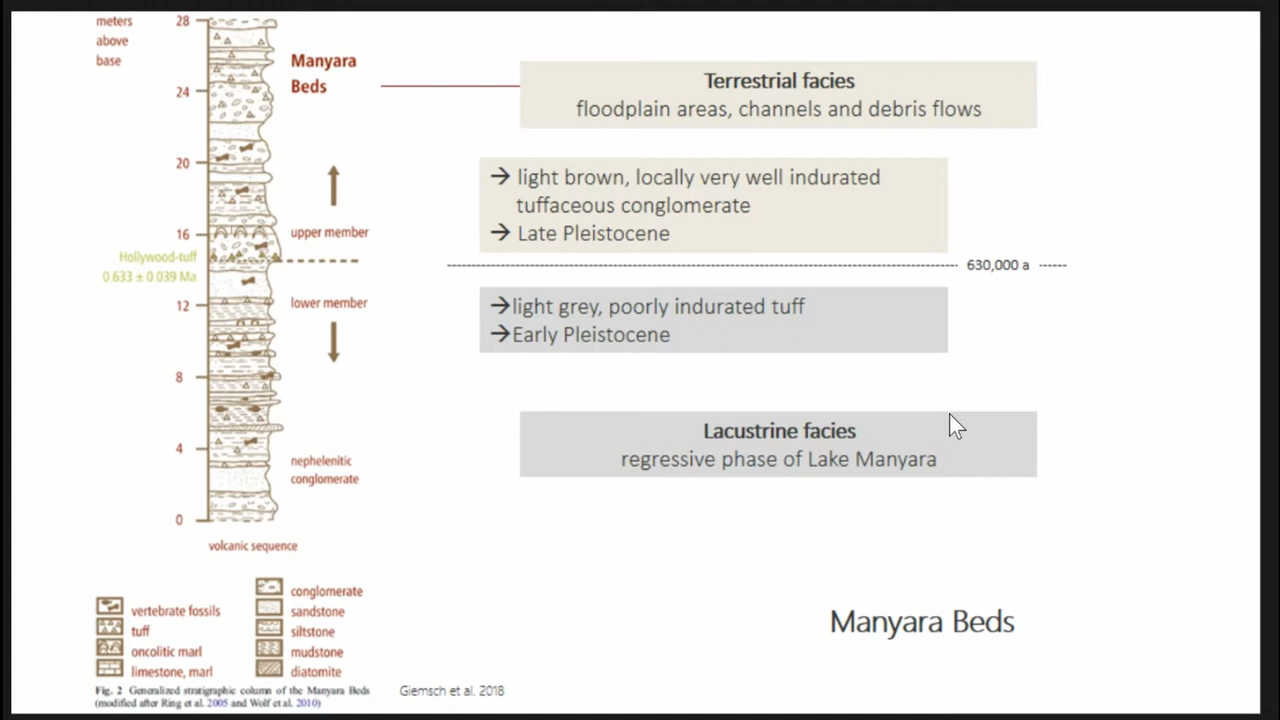 meters
above
base
28
24
20
16
12
8
4
0
Manyara
Beds
upper member
Hollywood-tuff
0.633 ± 0.039 Ma
lower member
nephelenitic
conglomerate
volcanic sequence
Terrestrial facies
floodplain areas, channels and debris flows
→ light brown, locally very well indurated
tuffaceous conglomerate
→ Late Pleistocene
630,000 a
→light grey, poorly indurated tuff
→Early Pleistocene
Lacustrine facies
regressive phase of Lake Manyara
vertebrate fossils
tuff
oncolitic marl
limestone, marl
conglomerate
sandstone
siltstone
mudstone
diatomite
Fig. 2 Generalized stratigraphic column of the Manyara Beds
(modified after Ring et al. 2005 and Wolf et al. 2010)
Giemsch et al. 2018
Manyara Beds